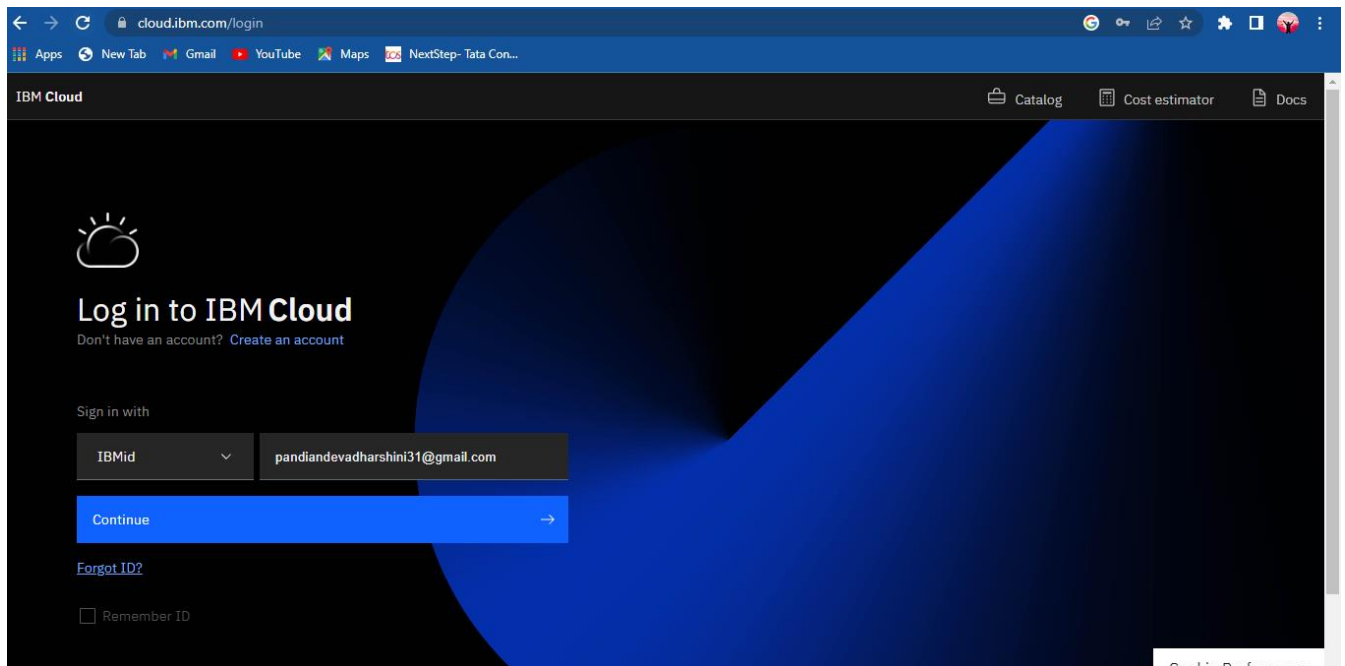 cloud.ibm.com/login
Apps New Tab Gmail YouTube Maps NextStep- Tata Con...
IBM Cloud Catalog Cost estimator Docs
Log in to IBM Cloud
Don't have an account? Create an account
Sign in with
IBMid pandiandevadharshini31@gmail.com
Continue
Forgot ID?
Remember ID